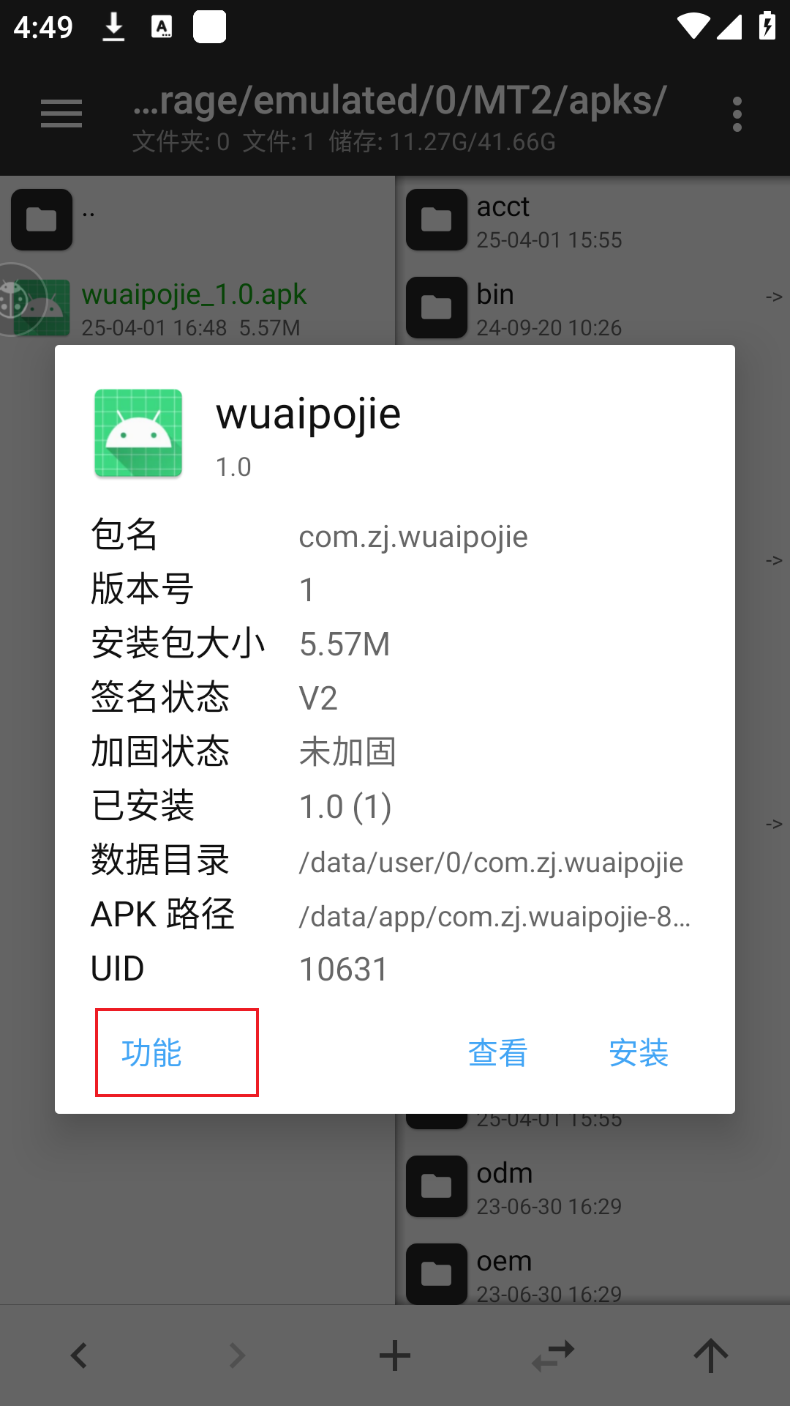 4:49
A
...rage/emulated/0/MT2/apks/
文件夹: 0 文件: 1 储存: 11.27G/41.66G
..
wuaipojie_1.0.apk
25-04-01 16:48 5.57M
acct
25-04-01 15:55
bin
->
24-09-20 10:26
wuaipojie
1.0
包名 com.zj.wuaipojie
->
版本号 1
安装包大小 5.57M
签名状态 V2
加固状态 未加固
已安装 1.0 (1)
->
数据目录 /data/user/0/com.zj.wuaipojie
APK 路径 /data/app/com.zj.wuaipojie-8...
UID 10631
功能 查看 安装
25-04-01 15:55
odm
23-06-30 16:29
oem
23-06-30 16:29